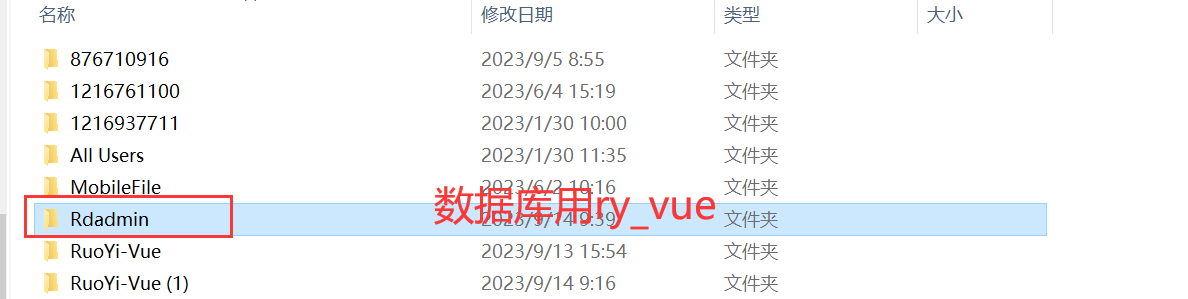 名称 修改日期 类型 大小
876710916 2023/9/5 8:55 文件夹
1216761100 2023/6/4 15:19 文件夹
1216937711 2023/1/30 10:00 文件夹
All Users 2023/1/30 11:35 文件夹
MobileFile 2023/6/2 10:16 文件夹
数据库用ry_vue
Rdadmin 2023/9/14 9:39 文件夹
RuoYi-Vue 2023/9/13 15:54 文件夹
RuoYi-Vue (1) 2023/9/14 9:16 文件夹